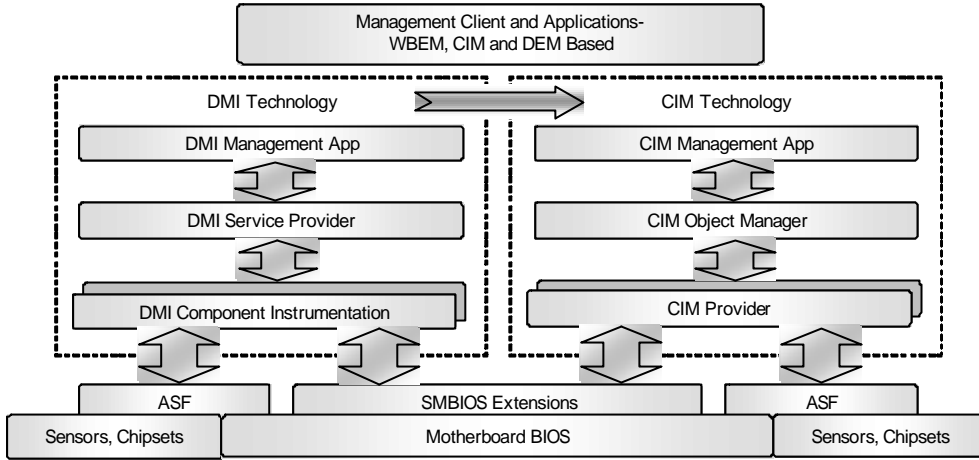 Management Client and Applications-
WBEM, CIM and DEM Based
DMI Technology
CIM Technology
DMI Management App
CIM Management App
DMI Service Provider
CIM Object Manager
DMI Component Instrumentation
CIM Provider
ASF
SMBIOS Extensions
ASF
Sensors, Chipsets
Motherboard BIOS
Sensors, Chipsets